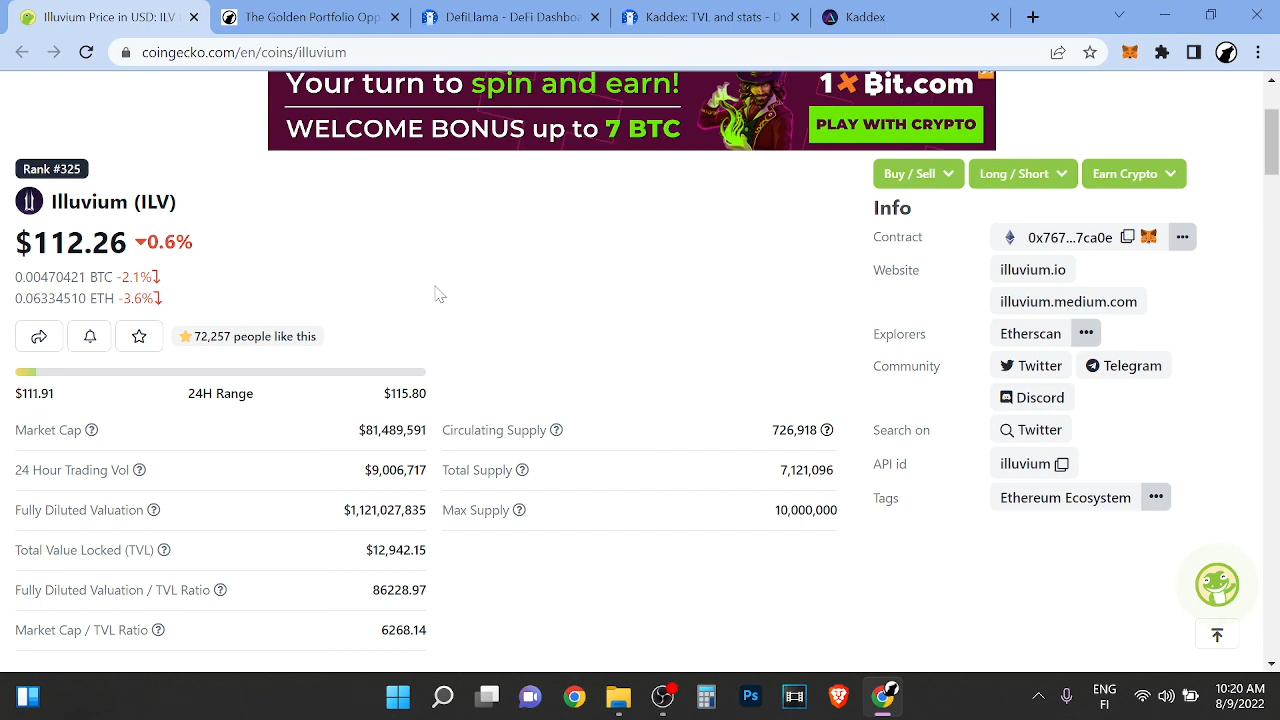 Illuvium Price in USD: ILV
The Golden Portfolio Opp
DefiLlama - DeFi Dashboa
Kaddex: TVL and stats - D
Kaddex
coingecko.com/en/coins/illuvium
Your turn to spin and earn!
WELCOME BONUS up to 7 BTC
1xBit.com
PLAY WITH CRYPTO
Rank #325
Buy / Sell
Long / Short
Earn Crypto
Illuvium (ILV)
$112.26 0.6%
0.00470421 BTC -2.1%
0.06334510 ETH -3.6%
72,257 people like this
$111.91 24H Range $115.80
Market Cap $81,489,591
24 Hour Trading Vol $9,006,717
Fully Diluted Valuation $1,121,027,835
Total Value Locked (TVL) $12,942.15
Fully Diluted Valuation / TVL Ratio 86228.97
Market Cap / TVL Ratio 6268.14
Circulating Supply 726,918
Total Supply 7,121,096
Max Supply 10,000,000
Info
Contract 0x767...7ca0e
Website illuvium.io
illuvium.medium.com
Explorers Etherscan
Community Twitter Telegram
Discord
Search on Twitter
API id illuvium
Tags Ethereum Ecosystem
Ps
ENG
FI
10:20 AM
8/9/2022